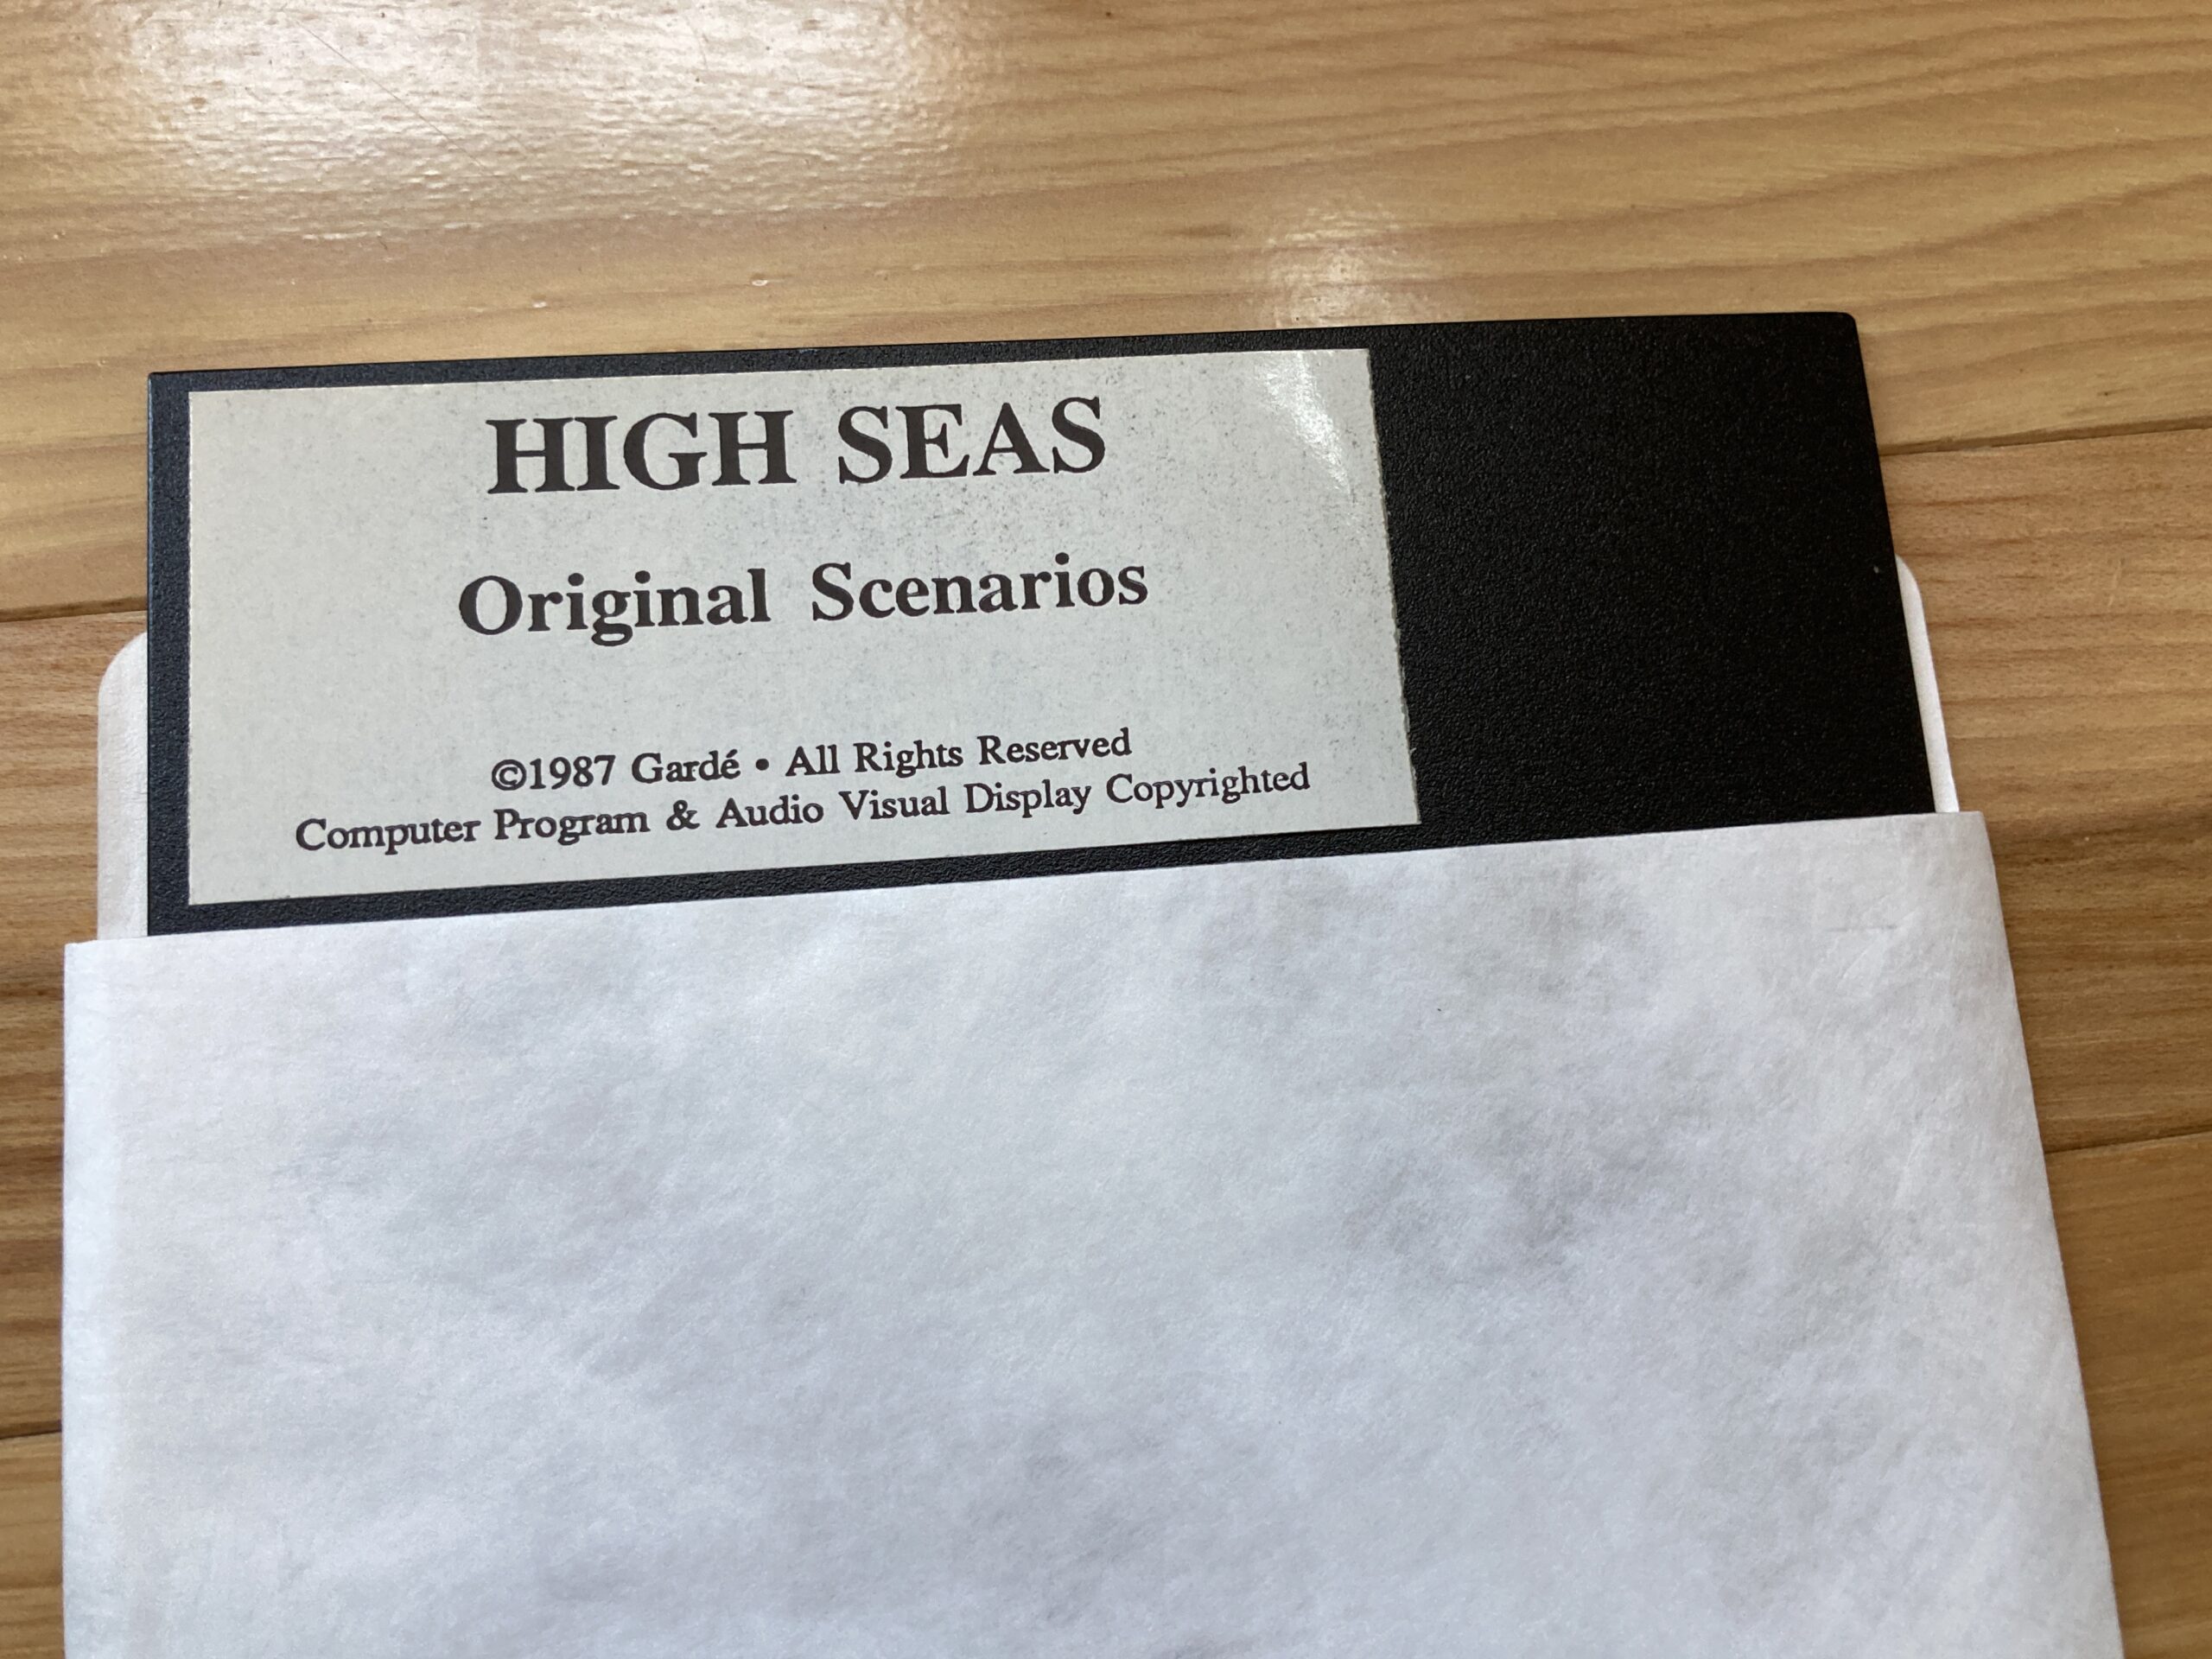 HIGH SEAS
Original Scenarios
©1987 Gardé • All Rights Reserved
Computer Program & Audio Visual Display Copyrighted